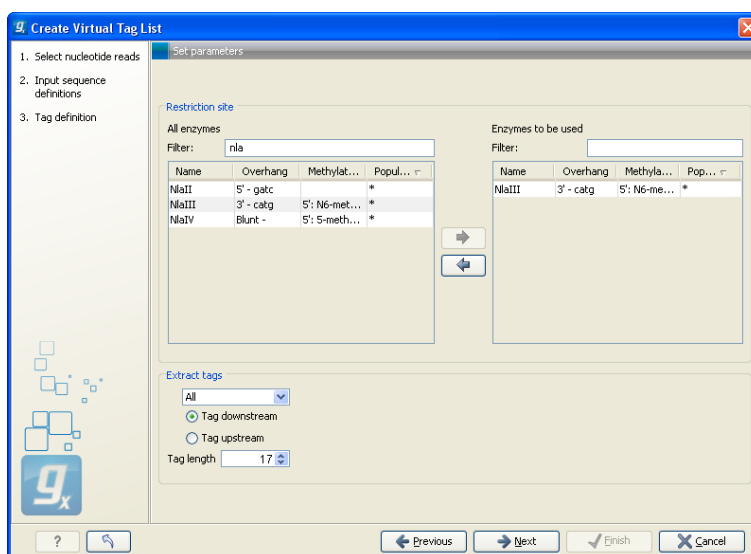 Create Virtual Tag List
1. Select nucleotide reads
2. Input sequence
definitions
3. Tag definition
Set parameters
Restriction site
All enzymes
Filter: nla
Name Overhang Methylat... Popul...
NlaII 5' - gatc *
NlaIII 3' - catg 5': N6-met... *
NlaIV Blunt - 5': 5-meth... *
Enzymes to be used
Filter:
Name Overhang Methyla... Pop...
NlaIII 3' - catg 5': N6-me... *
Extract tags
All
Tag downstream
Tag upstream
Tag length 17
gx
? Previous Next Finish Cancel